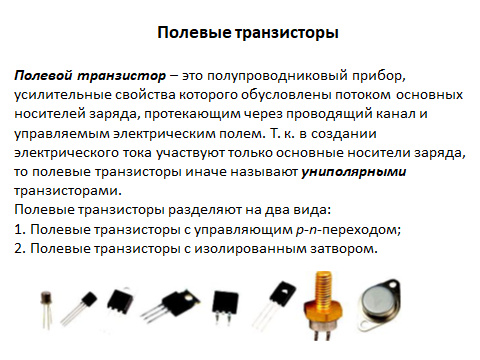 Полевые транзисторы
Полевой транзистор – это полупроводниковый прибор,
усилительные свойства которого обусловлены потоком основных
носителей заряда, протекающим через проводящий канал и
управляемым электрическим полем. Т. к. в создании
электрического тока участвуют только основные носители заряда,
то полевые транзисторы иначе называют униполярными
транзисторами.
Полевые транзисторы разделяют на два вида:
1. Полевые транзисторы с управляющим p-n-переходом;
2. Полевые транзисторы с изолированным затвором.